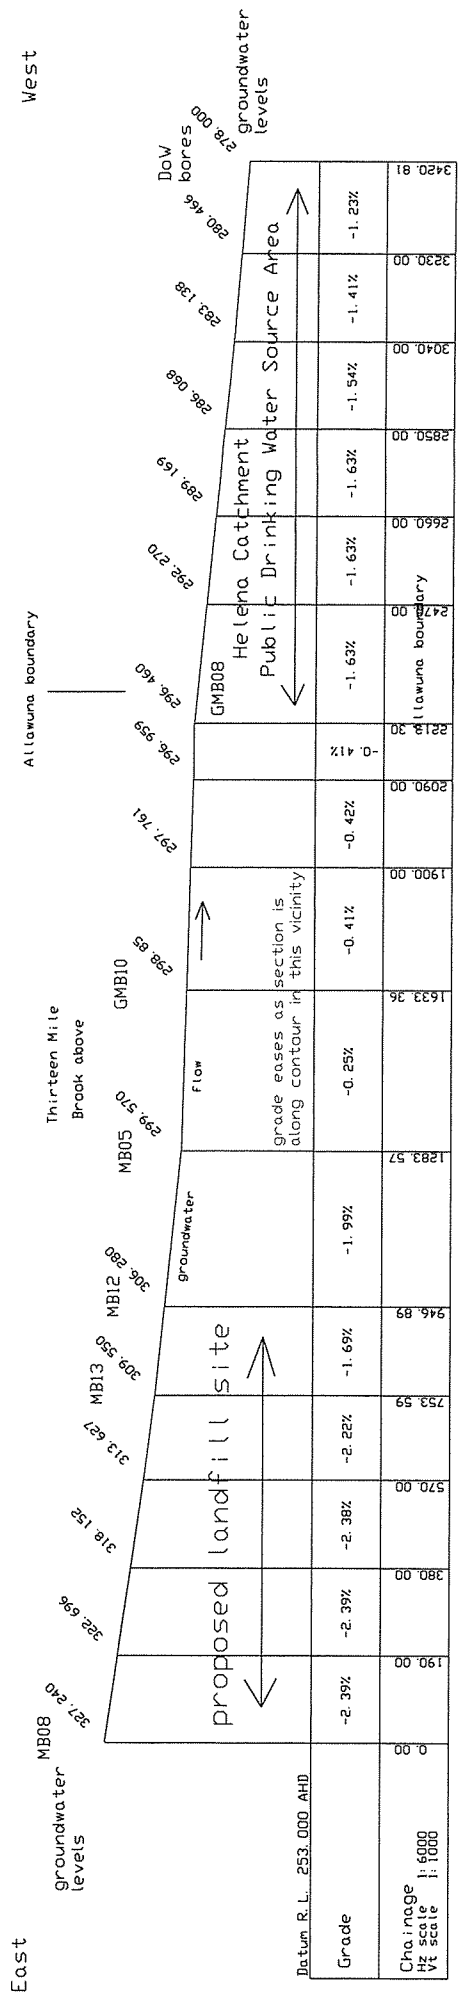 East
West
groundwater
levels
MB08
327.240
322.696
318.152
313.627
MB13
309.550
MB12
306.280
MB05
299.570
Thirteen Mile
Brook above
GMB10
298.85
297.761
296.959
Allawuna boundary
296.460
292.270
289.169
286.068
283.138
280.466
DoW
bores
278.000
groundwater
levels
proposed landfill site
groundwater
flow
grade eases as section is
along contour in this vicinity
GMB08
Helena Catchment
Public Drinking Water Source Area
Datum R.L. 253.000 AHD
Grade
-2.39%
-2.39%
-2.38%
-2.22%
-1.69%
-1.99%
-0.25%
-0.41%
-0.42%
-0.41%
-1.63%
-1.63%
-1.63%
-1.54%
-1.41%
-1.23%
Chainage
Hz scale 1:6000
Vt scale 1:1000
0.00
190.00
380.00
570.00
753.59
946.89
1283.57
1633.36
1900.00
2090.00
2213.30
Allawuna boundary
2470.00
2660.00
2850.00
3040.00
3230.00
3420.81